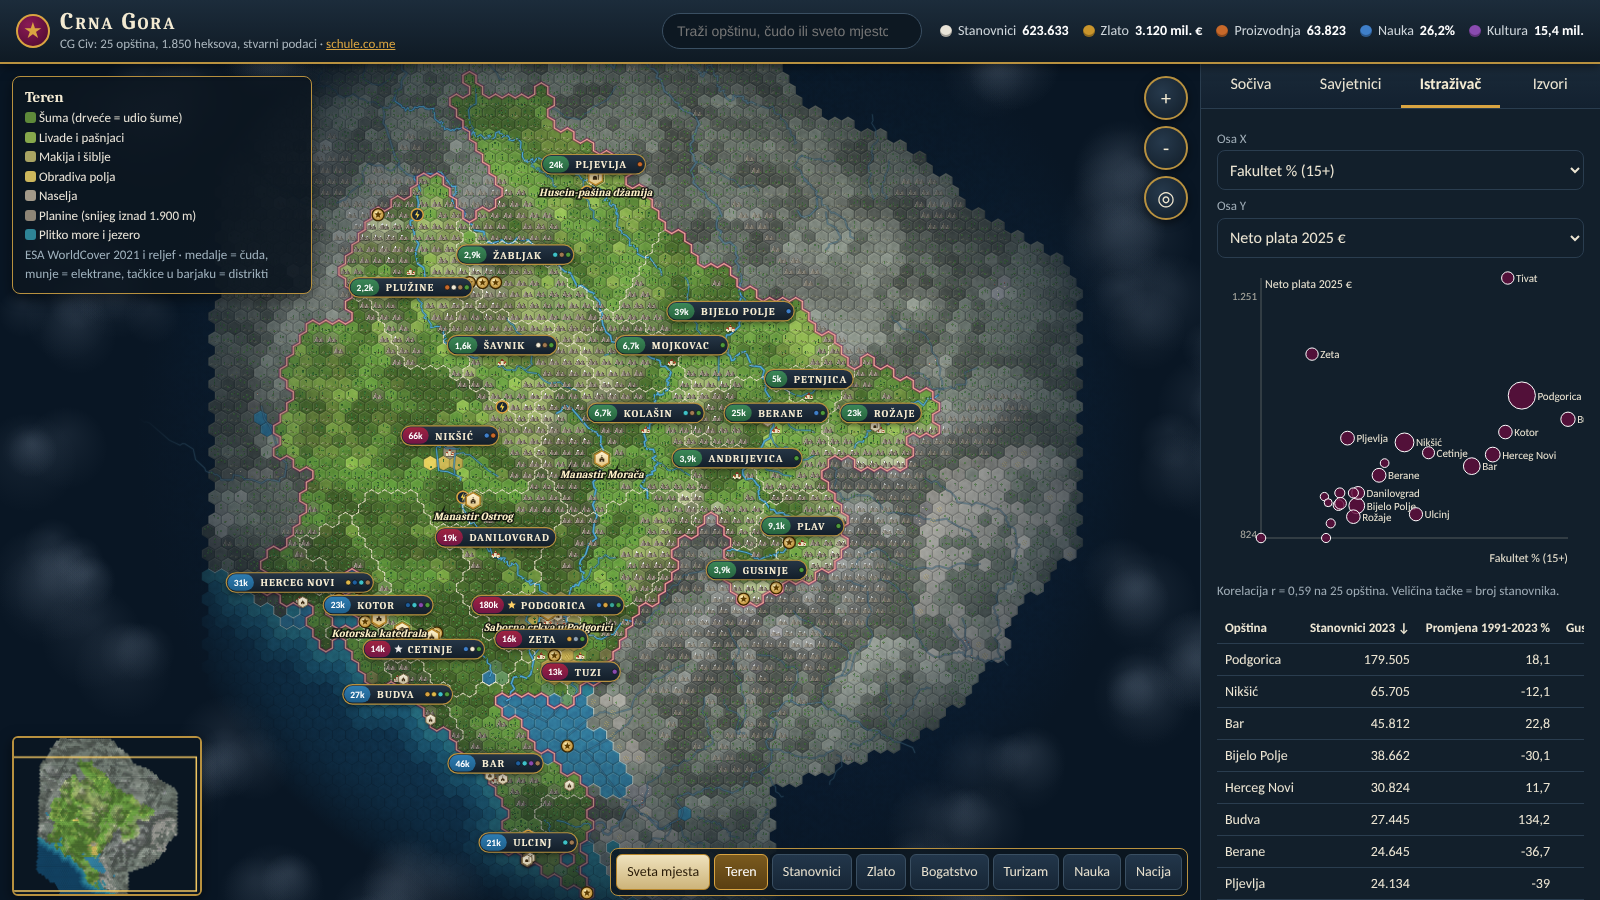 Crna Gora
CG Civ: 25 opština, 1.850 heksova, stvarni podaci · schule.co.me
Traži opštinu, čudo ili sveto mjesto
Stanovnici 623.633
Zlato 3.120 mil. €
Proizvodnja 63.823
Nauka 26,2%
Kultura 15,4 mil.
Teren
Šuma (drveće = udio šume)
Livade i pašnjaci
Makija i šiblje
Obradiva polja
Naselja
Planine (snijeg iznad 1.900 m)
Plitko more i jezero
ESA WorldCover 2021 i reljef · medalje = čuda,
munje = elektrane, tačkice u barjaku = distrikti
+
-
24k PLJEVLJA
Husein-pašina džamija
2,9k ŽABLJAK
2,2k PLUŽINE
39k BIJELO POLJE
1,6k ŠAVNIK
6,7k MOJKOVAC
5k PETNJICA
6,7k KOLAŠIN
25k BERANE
23k ROŽAJE
66k NIKŠIĆ
3,9k ANDRIJEVICA
Manastir Morača
Manastir Ostrog
9,1k PLAV
19k DANILOVGRAD
3,9k GUSINJE
31k HERCEG NOVI
23k KOTOR
180k PODGORICA
Kotorska katedrala
Saborna crkva u Podgorici
16k ZETA
14k CETINJE
13k TUZI
27k BUDVA
46k BAR
21k ULCINJ
Sveta mjesta
Teren
Stanovnici
Zlato
Bogatstvo
Turizam
Nauka
Nacija
Sočiva
Savjetnici
Istraživač
Izvori
Osa X
Fakultet % (15+)
Osa Y
Neto plata 2025 €
Neto plata 2025 €
1.251
Tivat
Zeta
Podgorica
B
Kotor
Pljevlja
Nikšić
Cetinje
Herceg Novi
Bar
Berane
Danilovgrad
Bijelo Polje
Rožaje
Ulcinj
824
Fakultet % (15+)
Korelacija r = 0,59 na 25 opština. Veličina tačke = broj stanovnika.
Opština Stanovnici 2023 ↓ Promjena 1991-2023 % Gus
Podgorica 179.505 18,1
Nikšić 65.705 -12,1
Bar 45.812 22,8
Bijelo Polje 38.662 -30,1
Herceg Novi 30.824 11,7
Budva 27.445 134,2
Berane 24.645 -36,7
Pljevlja 24.134 -39